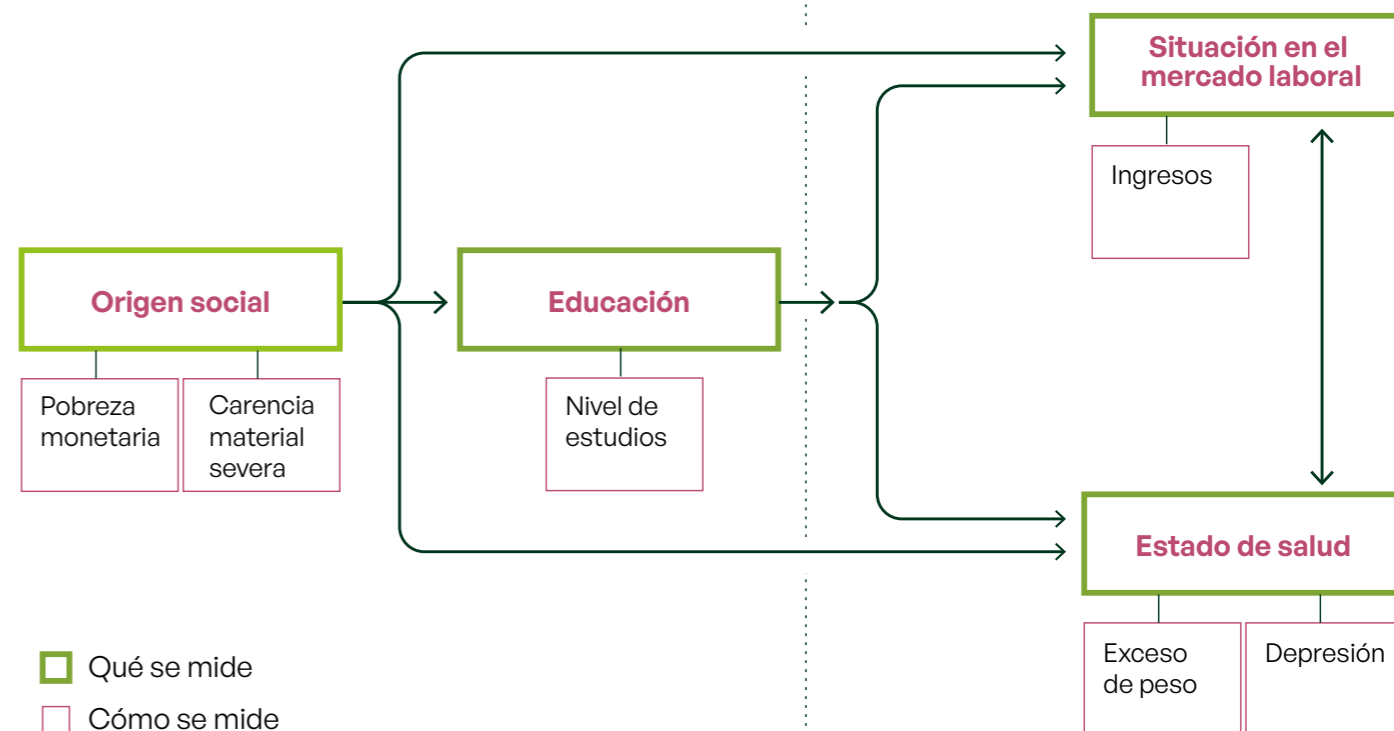 Situación en el
mercado laboral
Ingresos
Origen social
Educación
Pobreza
monetaria
Carencia
material
severa
Nivel de
estudios
Estado de salud
Exceso
de peso
Depresión
Qué se mide
Cómo se mide